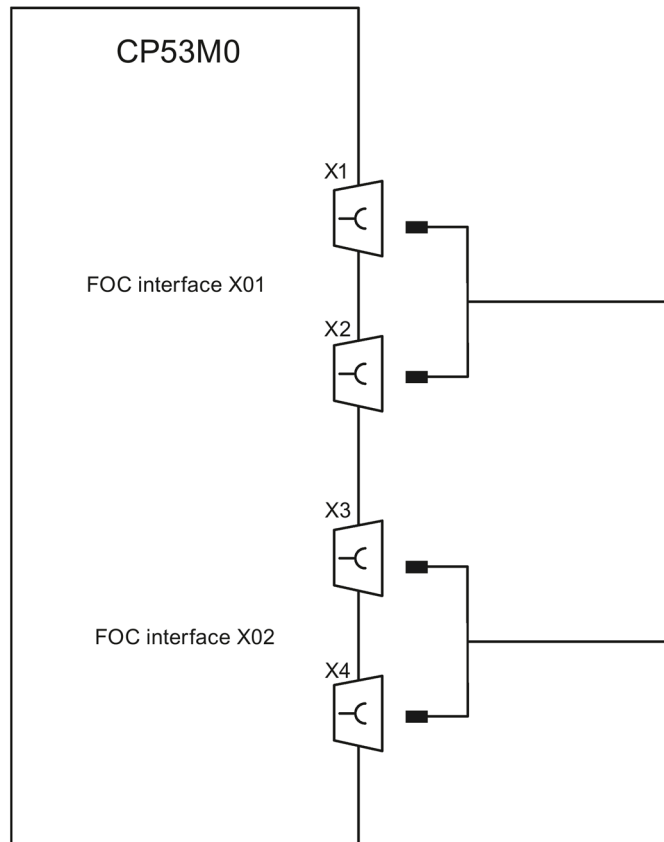 CP53M0
X1
FOC interface X01
X2
X3
FOC interface X02
X4